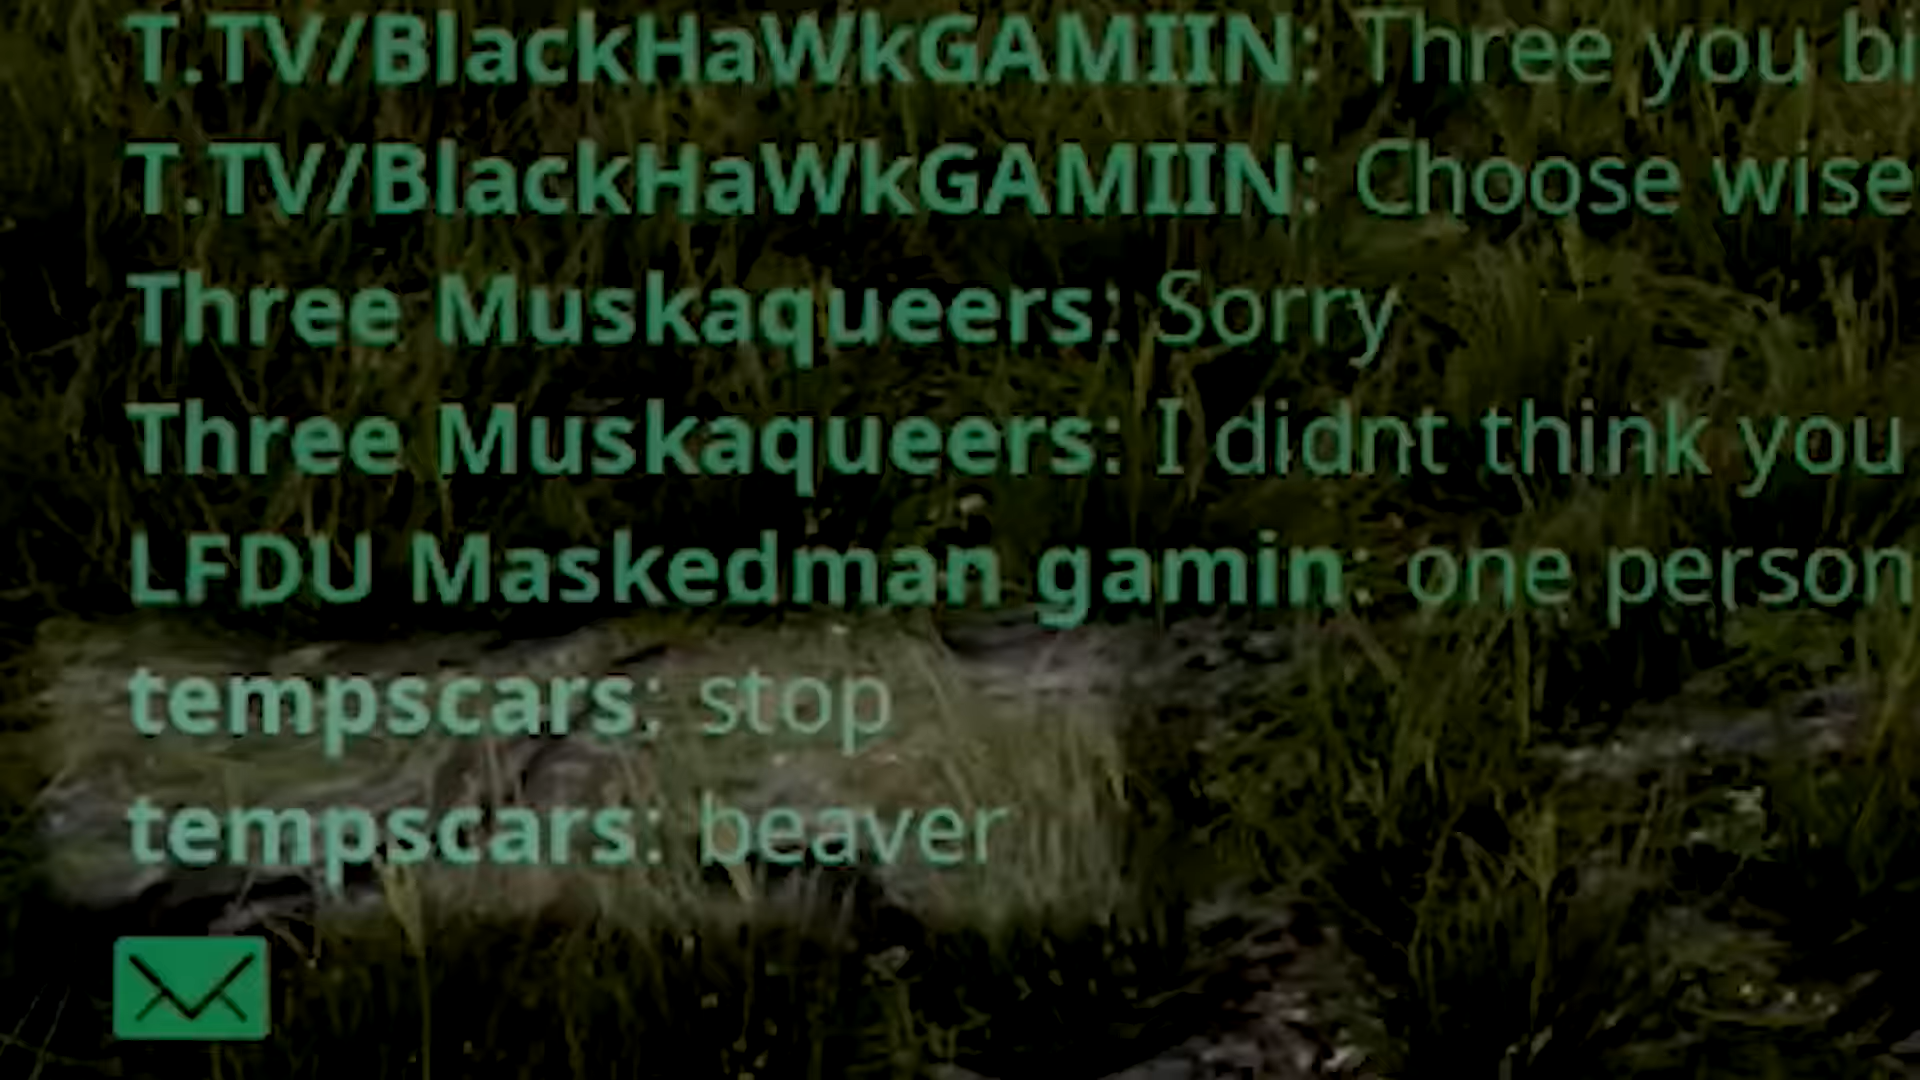 T.TV/BlackHaWkGAMIIN: Three you bi
T.TV/BlackHaWkGAMIIN: Choose wise
Three Muskaqueers: Sorry
Three Muskaqueers: I didnt think you
LFDU Maskedman gamin: one person
tempscars: stop
tempscars: beaver